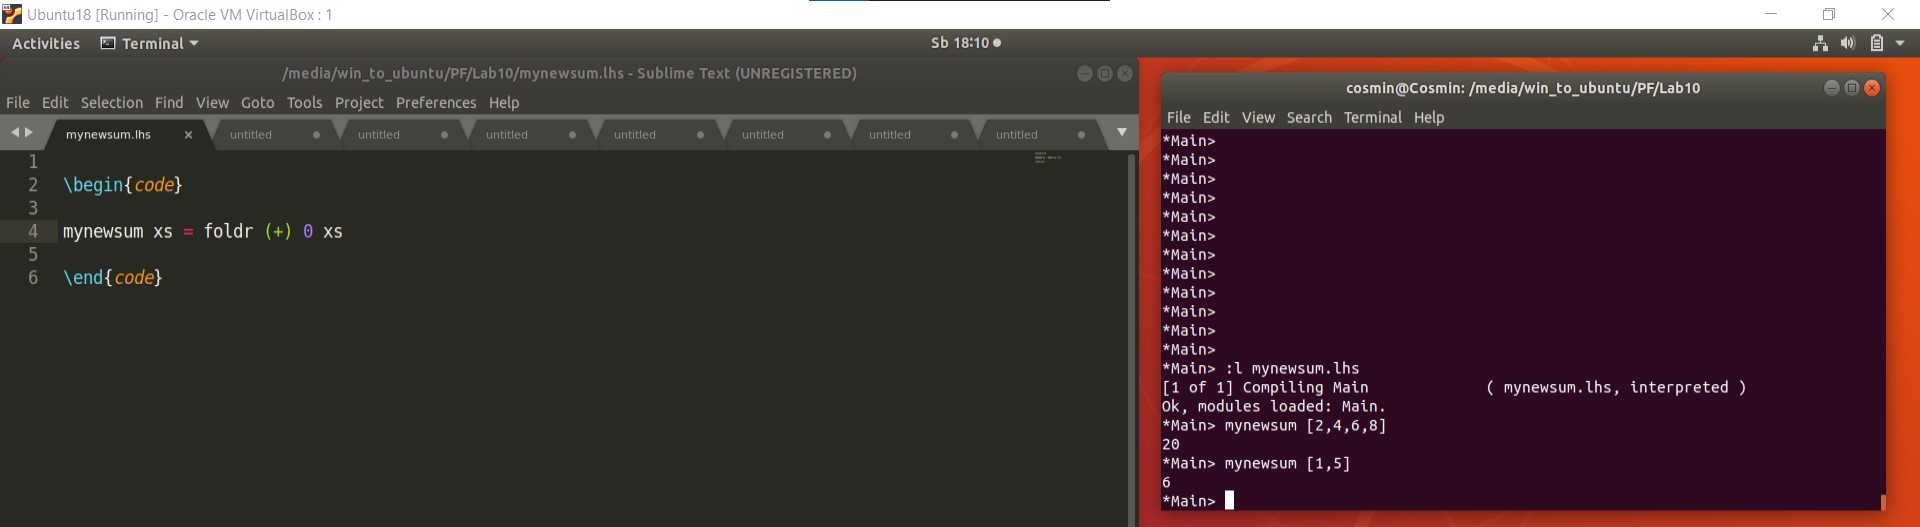 Ubuntu18 [Running] - Oracle VM VirtualBox : 1
Activities Terminal Sb 18:10
/media/win_to_ubuntu/PF/Lab10/mynewsum.lhs - Sublime Text (UNREGISTERED)
File Edit Selection Find View Goto Tools Project Preferences Help
mynewsum.lhs untitled untitled untitled untitled untitled untitled untitled
1
2 \begin{code}
3
4 mynewsum xs = foldr (+) 0 xs
5
6 \end{code}
cosmin@Cosmin: /media/win_to_ubuntu/PF/Lab10
File Edit View Search Terminal Help
*Main>
*Main>
*Main>
*Main>
*Main>
*Main>
*Main>
*Main>
*Main>
*Main>
*Main>
*Main>
*Main> :l mynewsum.lhs
[1 of 1] Compiling Main ( mynewsum.lhs, interpreted )
Ok, modules loaded: Main.
*Main> mynewsum [2,4,6,8]
20
*Main> mynewsum [1,5]
6
*Main>